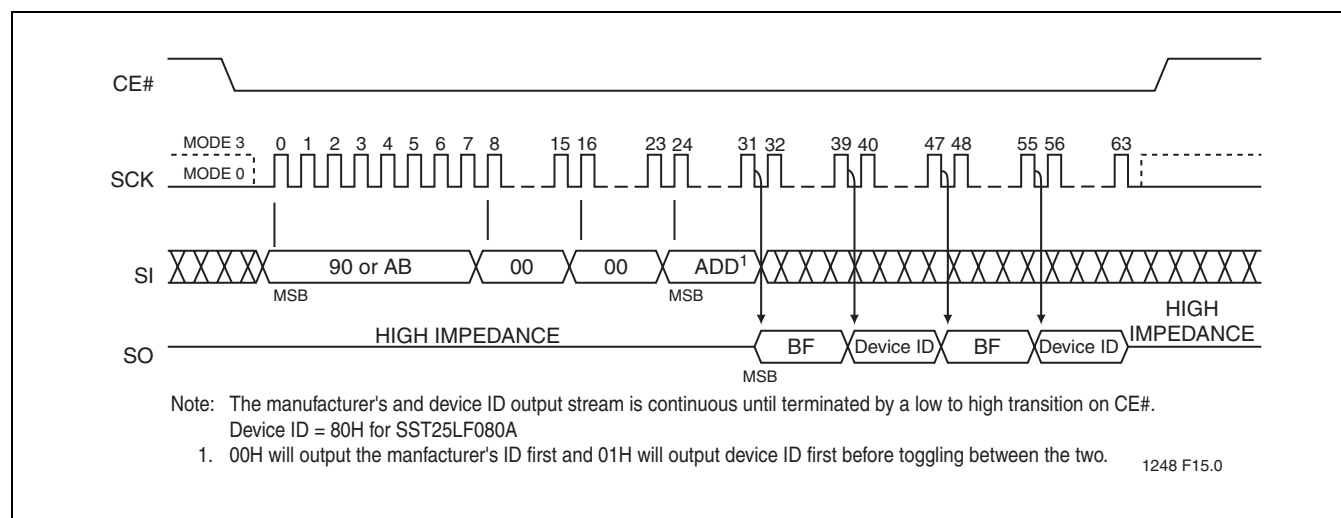 CE#
MODE 3 0 1 2 3 4 5 6 7 8 15 16 23 24 31 32 39 40 47 48 55 56 63
SCK MODE 0
SI 90 or AB 00 00 ADD1
MSB MSB
HIGH IMPEDANCE HIGH IMPEDANCE
SO BF Device ID BF Device ID
MSB
Note: The manufacturer's and device ID output stream is continuous until terminated by a low to high transition on CE#.
Device ID = 80H for SST25LF080A
1. 00H will output the manfacturer's ID first and 01H will output device ID first before toggling between the two.
1248 F15.0